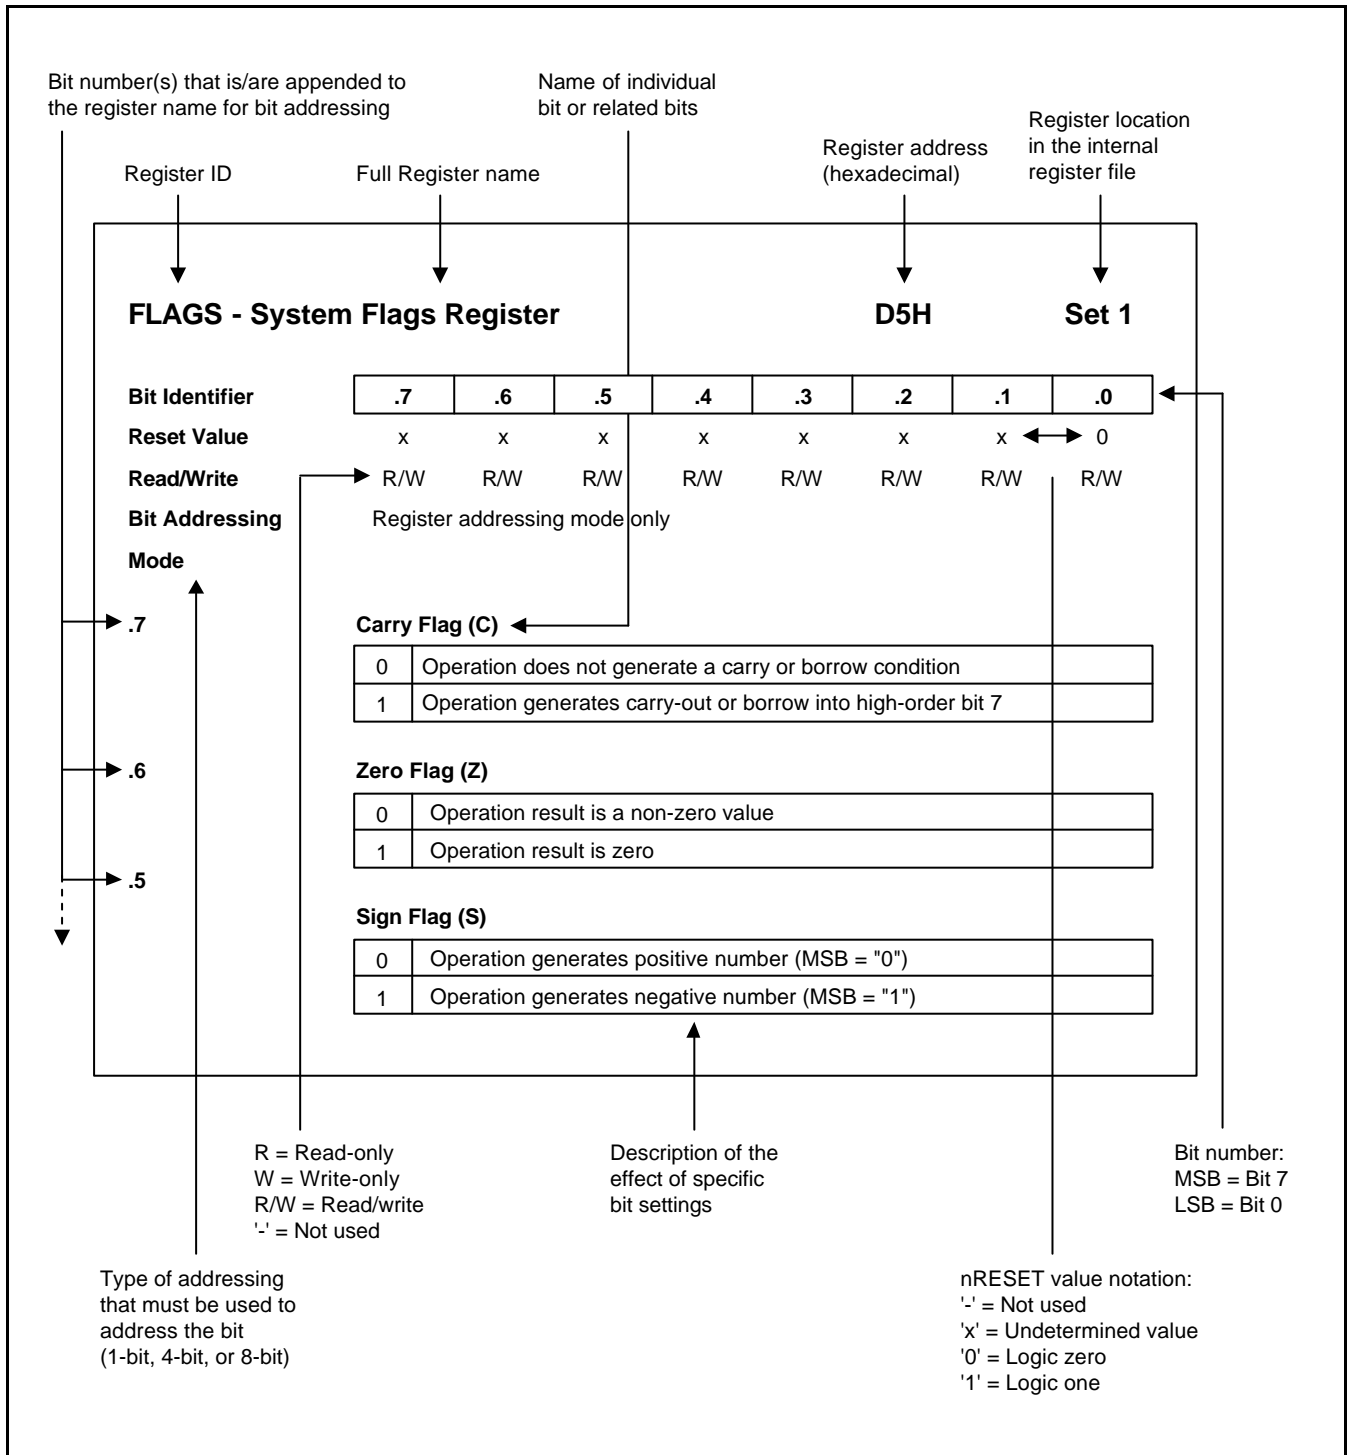 Bit number(s) that is/are appended to
the register name for bit addressing
Name of individual
bit or related bits
Register location
in the internal
register file
Register address
(hexadecimal)
Register ID
Full Register name
FLAGS - System Flags Register D5H Set 1
Bit Identifier .7 .6 .5 .4 .3 .2 .1 .0
Reset Value x x x x x x x 0
Read/Write R/W R/W R/W R/W R/W R/W R/W R/W
Bit Addressing Register addressing mode only
Mode
.7 Carry Flag (C)
0 Operation does not generate a carry or borrow condition
1 Operation generates carry-out or borrow into high-order bit 7
.6 Zero Flag (Z)
0 Operation result is a non-zero value
1 Operation result is zero
.5
Sign Flag (S)
0 Operation generates positive number (MSB = "0")
1 Operation generates negative number (MSB = "1")
R = Read-only
W = Write-only
R/W = Read/write
'-' = Not used
Description of the
effect of specific
bit settings
Bit number:
MSB = Bit 7
LSB = Bit 0
Type of addressing
that must be used to
address the bit
(1-bit, 4-bit, or 8-bit)
nRESET value notation:
'-' = Not used
'x' = Undetermined value
'0' = Logic zero
'1' = Logic one